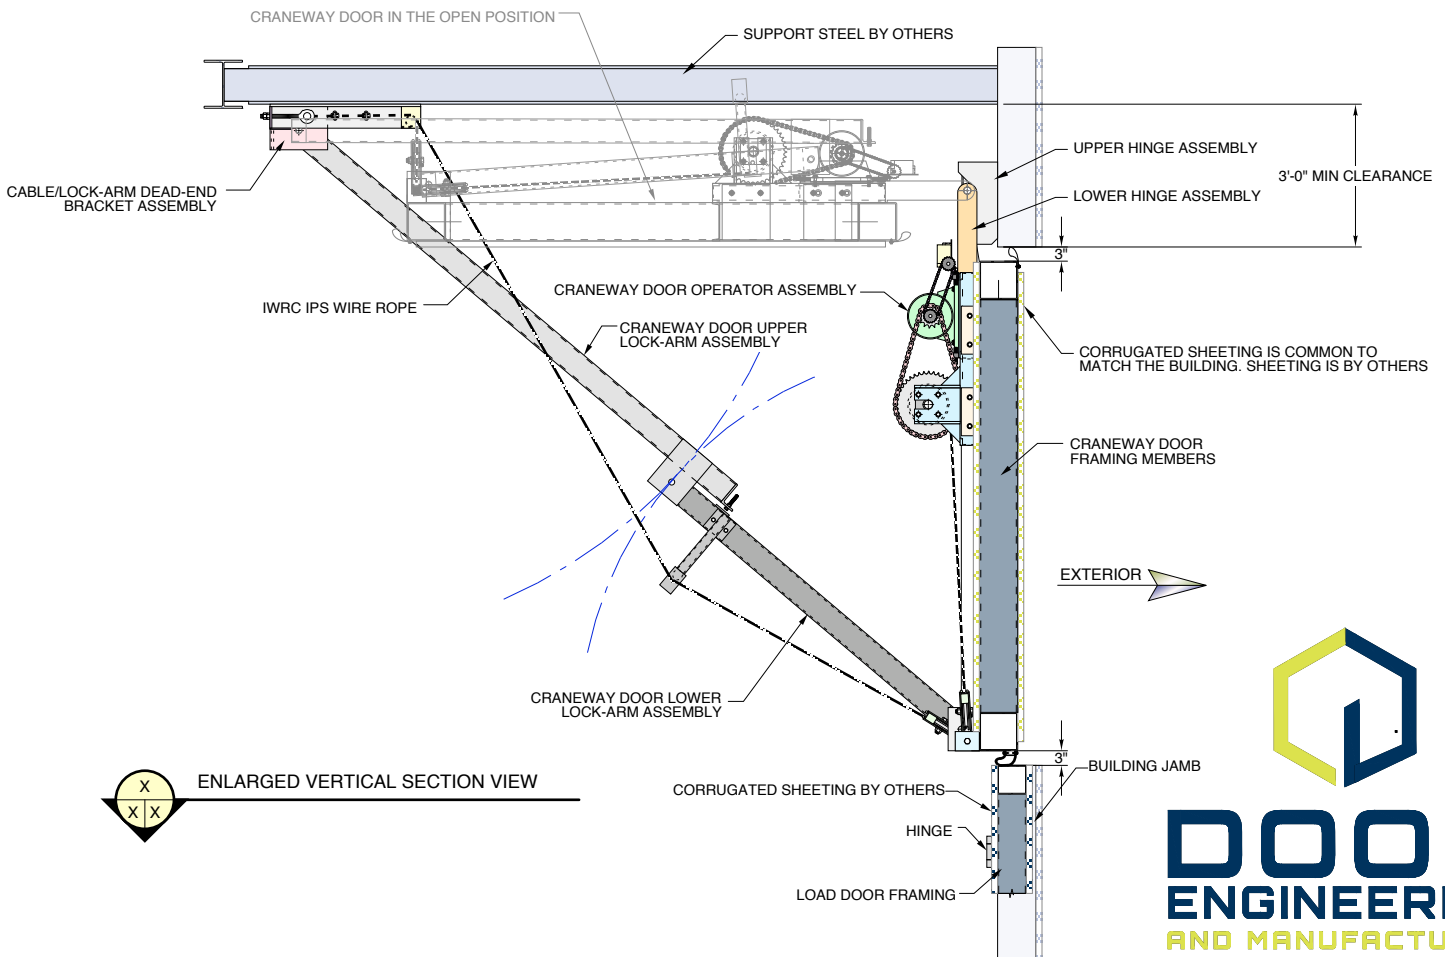 CRANEWAY DOOR IN THE OPEN POSITION
SUPPORT STEEL BY OTHERS
UPPER HINGE ASSEMBLY
3'-0" MIN CLEARANCE
CABLE/LOCK-ARM DEAD-END
BRACKET ASSEMBLY
LOWER HINGE ASSEMBLY
3"
CRANEWAY DOOR OPERATOR ASSEMBLY
IWRC IPS WIRE ROPE
CRANEWAY DOOR UPPER
LOCK-ARM ASSEMBLY
CORRUGATED SHEETING IS COMMON TO
MATCH THE BUILDING. SHEETING IS BY OTHERS
CRANEWAY DOOR
FRAMING MEMBERS
EXTERIOR
CRANEWAY DOOR LOWER
LOCK-ARM ASSEMBLY
3"
BUILDING JAMB
X
X X
ENLARGED VERTICAL SECTION VIEW
CORRUGATED SHEETING BY OTHERS
HINGE
LOAD DOOR FRAMING
DOO
ENGINEERI
AND MANUFACTU